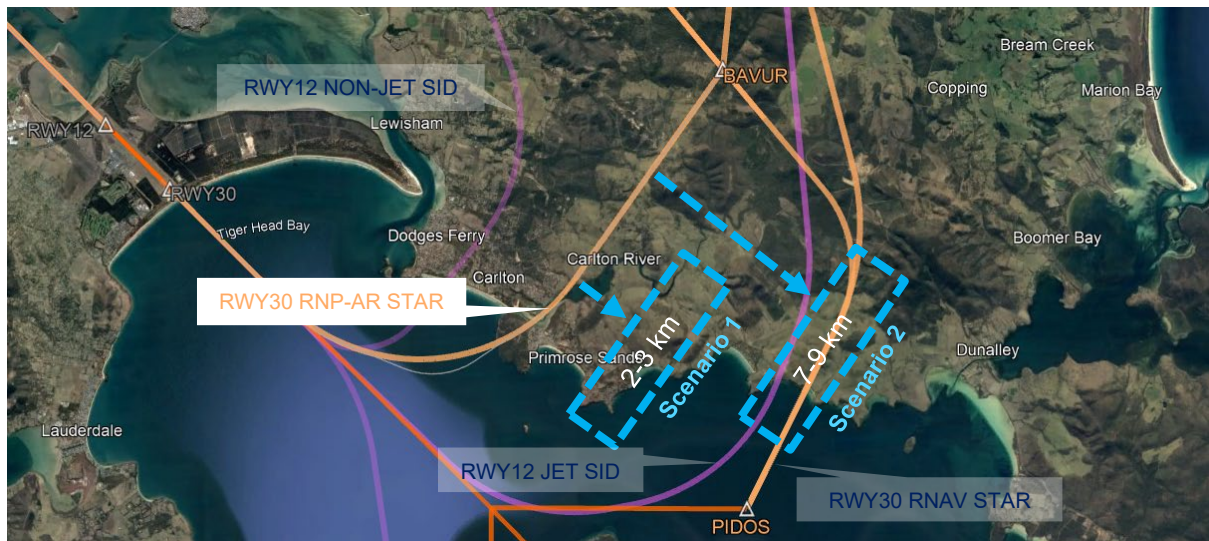 Bream Creek
RWY12 NON-JET SID
BAVUR
Copping
Marion Bay
RWY12
Lewisham
RWY30
Tiger Head Bay
Dodges Ferry
Boomer Bay
Carlton River
Carlton
RWY30 RNP-AR STAR
2-3 km
Scenario 1
7-9 km
Scenario 2
Primrose Sands
Dunalley
Lauderdale
RWY12 JET SID
RWY30 RNAV STAR
PIDOS